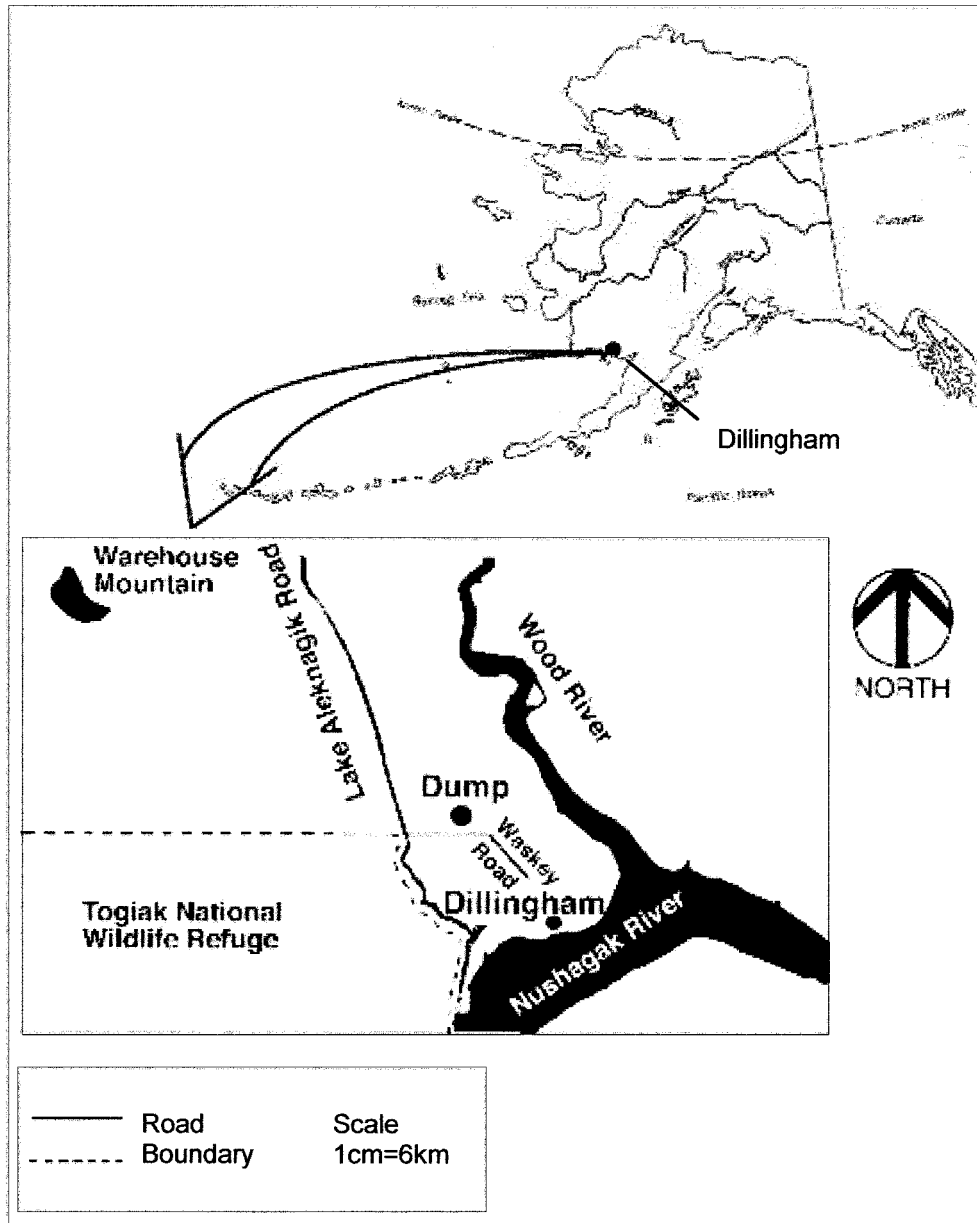 Canada
Dillingham
Warehouse
Mountain
Lake Aleknagik Road
Wood River
NORTH
Dump
Waskey
Road
Dillingham
Togiak National
Wildlife Refuge
Nushagak River
Road
Boundary
Scale
1cm=6km